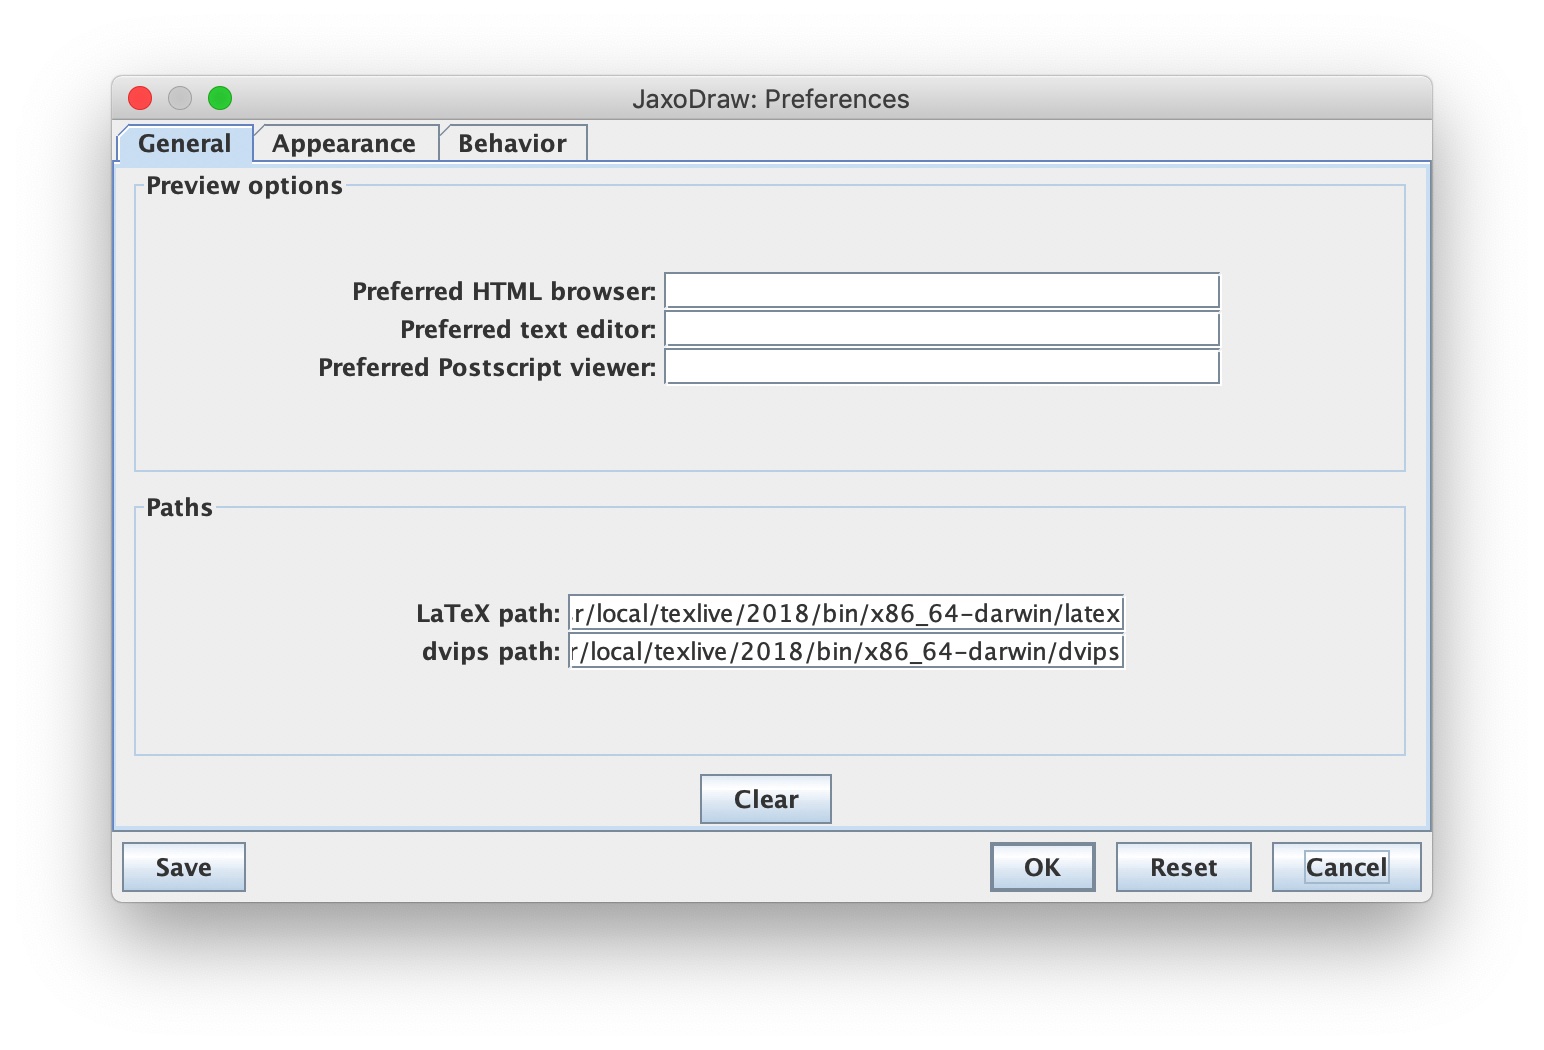 JaxoDraw: Preferences
General Appearance Behavior
Preview options
Preferred HTML browser:
Preferred text editor:
Preferred Postscript viewer:
Paths
LaTeX path: r/local/texlive/2018/bin/x86_64-darwin/latex
dvips path: r/local/texlive/2018/bin/x86_64-darwin/dvips
Clear
Save OK Reset Cancel